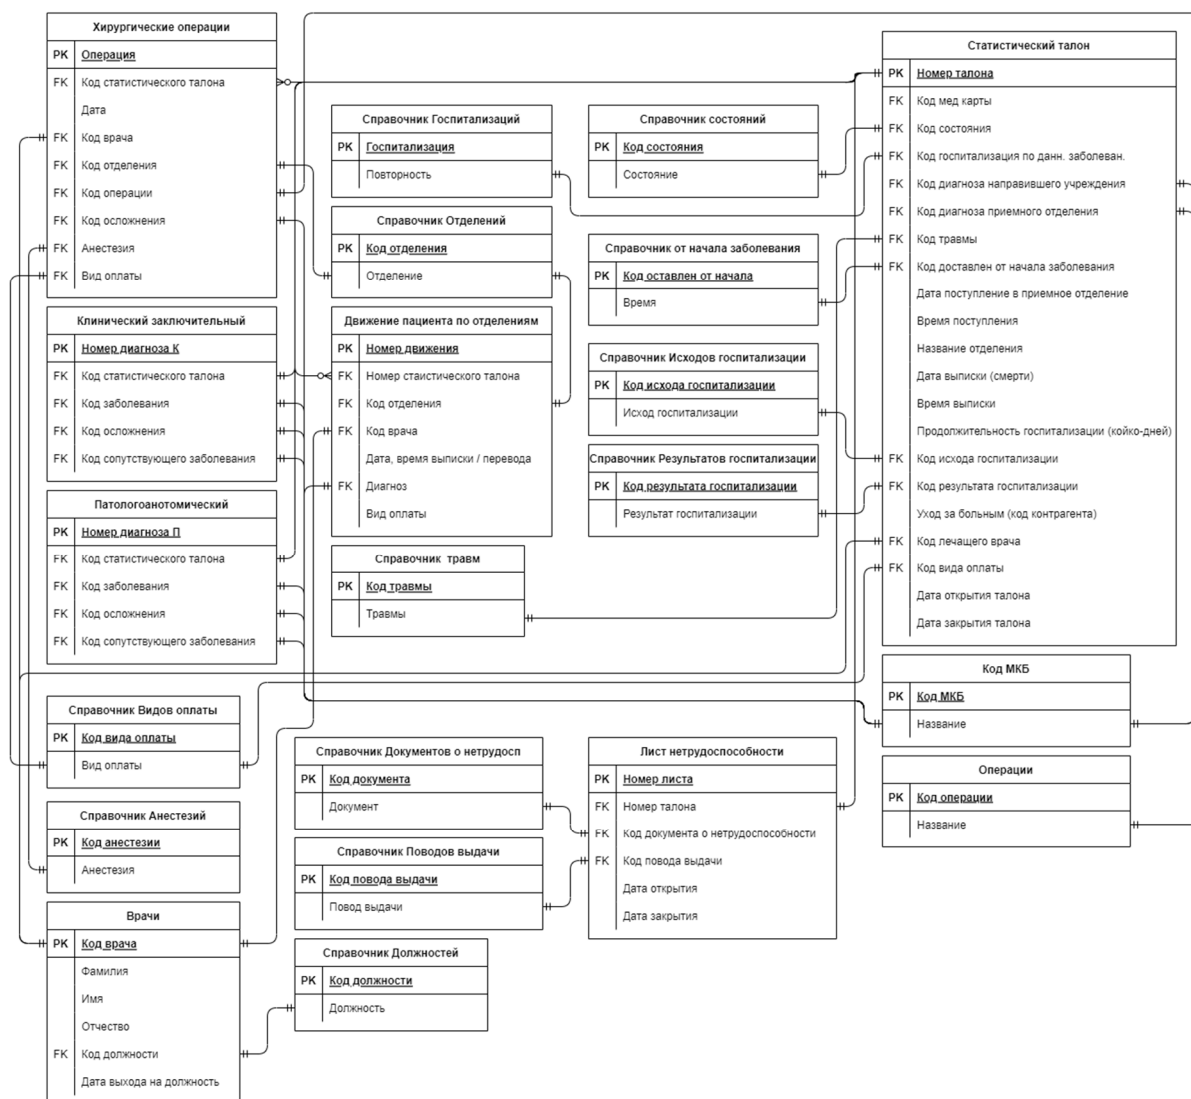 Хирургические операции
PK Операция
FK Код статистического талона
Дата
FK Код врача
FK Код отделения
FK Код операции
FK Код осложнения
FK Анестезия
FK Вид оплаты
Клинический заключительный
PK Номер диагноза К
FK Код статистического талона
FK Код заболевания
FK Код осложнения
FK Код сопутствующего заболевания
Патологоанотомический
PK Номер диагноза П
FK Код статистического талона
FK Код заболевания
FK Код осложнения
FK Код сопутствующего заболевания
Справочник Видов оплаты
PK Код вида оплаты
Вид оплаты
Справочник Анестезий
PK Код анестезии
Анестезия
Врачи
PK Код врача
Фамилия
Имя
Отчество
FK Код должности
Дата выхода на должность
Справочник Госпитализаций
PK Госпитализация
Повторность
Справочник Отделений
PK Код отделения
Отделение
Движение пациента по отделениям
PK Номер движения
FK Номер стаистического талона
FK Код отделения
FK Код врача
Дата, время выписки / перевода
FK Диагноз
Вид оплаты
Справочник травм
PK Код травмы
Травмы
Справочник Документов о нетрудосп
PK Код документа
Документ
Справочник Поводов выдачи
PK Код повода выдачи
Повод выдачи
Справочник Должностей
PK Код должности
Должность
Справочник состояний
PK Код состояния
Состояние
Справочник от начала заболевания
PK Код оставлен от начала
Время
Справочник Исходов госпитализации
PK Код исхода госпитализации
Исход госпитализации
Справочник Результатов госпитализации
PK Код результата госпитализации
Результат госпитализации
Лист нетрудоспособности
PK Номер листа
FK Номер талона
FK Код документа о нетрудоспособности
FK Код повода выдачи
Дата открытия
Дата закрытия
Статистический талон
PK Номер талона
FK Код мед карты
FK Код состояния
FK Код госпитализация по данн. заболеван.
FK Код диагноза направившего учреждения
FK Код диагноза приемного отделения
FK Код травмы
FK Код доставлен от начала заболевания
Дата поступление в приемное отделение
Время поступления
Название отделения
Дата выписки (смерти)
Время выписки
Продолжительность госпитализации (койко-дней)
FK Код исхода госпитализации
FK Код результата госпитализации
Уход за больным (код контрагента)
FK Код лечащего врача
FK Код вида оплаты
Дата открытия талона
Дата закрытия талона
Код МКБ
PK Код МКБ
Название
Операции
PK Код операции
Название